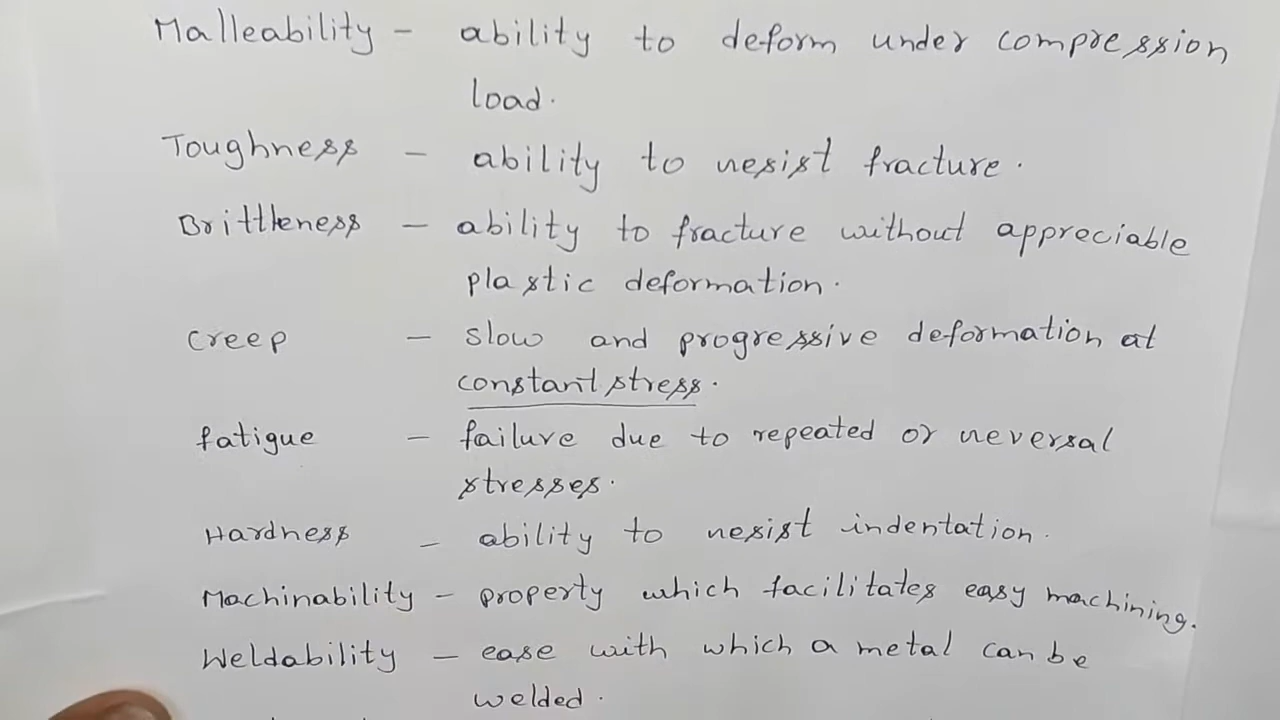 Malleability - ability to deform under compression
load.
Toughness - ability to resist fracture.
Brittleness - ability to fracture without appreciable
plastic deformation.
Creep - slow and progressive deformation at
constant stress.
fatigue - failure due to repeated or reversal
stresses.
Hardness - ability to resist indentation.
Machinability - property which facilitates easy machining.
Weldability - ease with which a metal can be
welded.